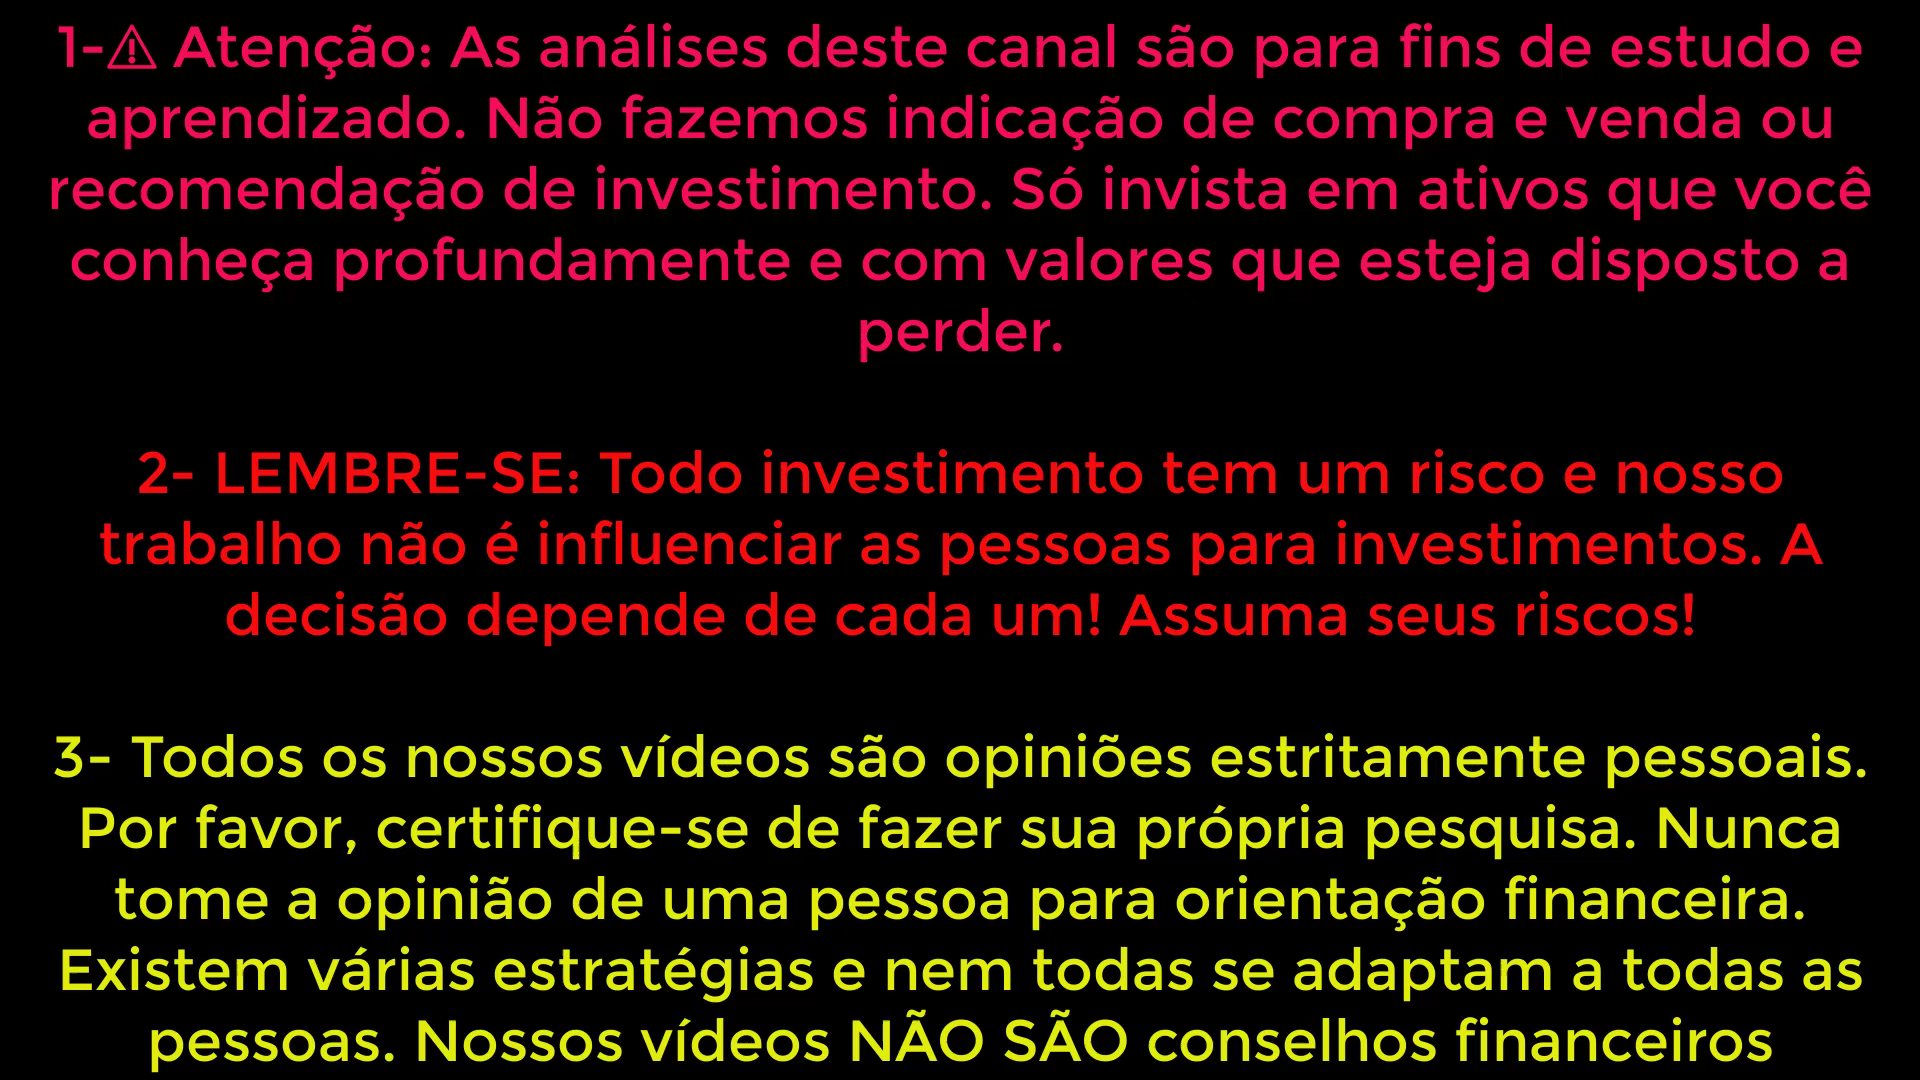 1-⚠ Atenção: As análises deste canal são para fins de estudo e
aprendizado. Não fazemos indicação de compra e venda ou
recomendação de investimento. Só invista em ativos que você
conheça profundamente e com valores que esteja disposto a
perder.
2- LEMBRE-SE: Todo investimento tem um risco e nosso
trabalho não é influenciar as pessoas para investimentos. A
decisão depende de cada um! Assuma seus riscos!
3- Todos os nossos vídeos são opiniões estritamente pessoais.
Por favor, certifique-se de fazer sua própria pesquisa. Nunca
tome a opinião de uma pessoa para orientação financeira.
Existem várias estratégias e nem todas se adaptam a todas as
pessoas. Nossos vídeos NÃO SÃO conselhos financeiros